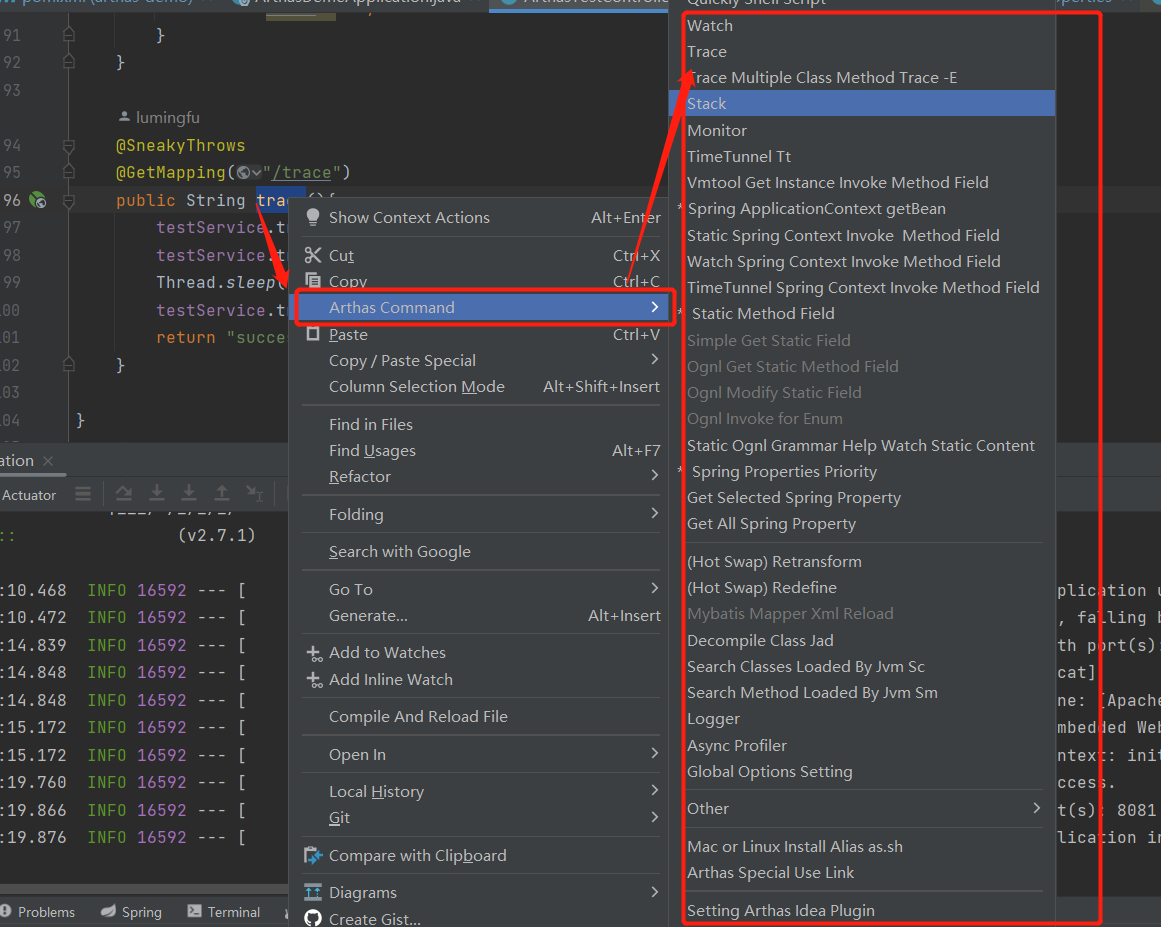 pom.xml (arthas-demo)
ArthasDemoApplication.java
Quickly Shell Script
91 }
92 }
93
lumingfu
94 @SneakyThrows
95 @GetMapping("/trace")
96 public String trac (){
97 testService.tr
98 testService.t
99 Thread.sleep(
100 testService.tr
101 return "succe
102 }
103
104 }
Show Context Actions Alt+Enter
Cut Ctrl+X
Copy Ctrl+C
Arthas Command
Paste Ctrl+V
Copy / Paste Special
Column Selection Mode Alt+Shift+Insert
Find in Files
Find Usages Alt+F7
Refactor
Folding
Search with Google
Go To
Generate... Alt+Insert
Add to Watches
Add Inline Watch
Compile And Reload File
Open In
Local History
Git
Compare with Clipboard
Diagrams
Create Gist...
Watch
Trace
Trace Multiple Class Method Trace -E
Stack
Monitor
TimeTunnel Tt
Vmtool Get Instance Invoke Method Field
* Spring ApplicationContext getBean
Static Spring Context Invoke  Method Field
Watch Spring Context Invoke Method Field
TimeTunnel Spring Context Invoke Method Field
* Static Method Field
Simple Get Static Field
Ognl Get Static Method Field
Ognl Modify Static Field
Ognl Invoke for Enum
Static Ognl Grammar Help Watch Static Content
* Spring Properties Priority
Get Selected Spring Property
Get All Spring Property
(Hot Swap) Retransform
(Hot Swap) Redefine
Mybatis Mapper Xml Reload
Decompile Class Jad
Search Classes Loaded By Jvm Sc
Search Method Loaded By Jvm Sm
Logger
Async Profiler
Global Options Setting
Other
Mac or Linux Install Alias as.sh
Arthas Special Use Link
Setting Arthas Idea Plugin
ation
Actuator
:: (v2.7.1)
:10.468 INFO 16592 --- [ plication u
:10.472 INFO 16592 --- [ , falling b
:14.839 INFO 16592 --- [ th port(s):
:14.848 INFO 16592 --- [ cat]
:14.848 INFO 16592 --- [ ne: [Apache
:15.172 INFO 16592 --- [ mbedded Web
:15.172 INFO 16592 --- [ ntext: init
:19.760 INFO 16592 --- [ ccess.
:19.866 INFO 16592 --- [ t(s): 8081
:19.876 INFO 16592 --- [ lication in
Problems
Spring
Terminal